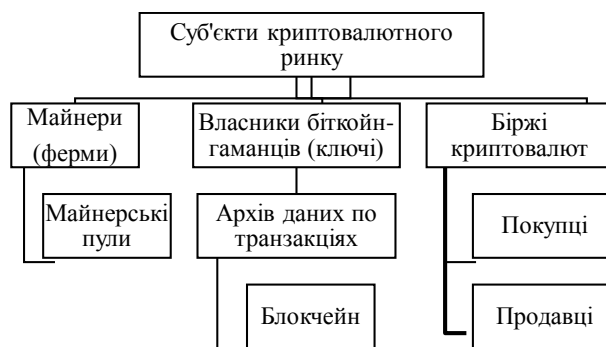 Суб'єкти криптовалютного
ринку
Майнери
(ферми)
Власники біткойн-
гаманців (ключі)
Біржі
криптовалют
Майнерські
пули
Архів даних по
транзакціях
Покупці
Блокчейн
Продавці